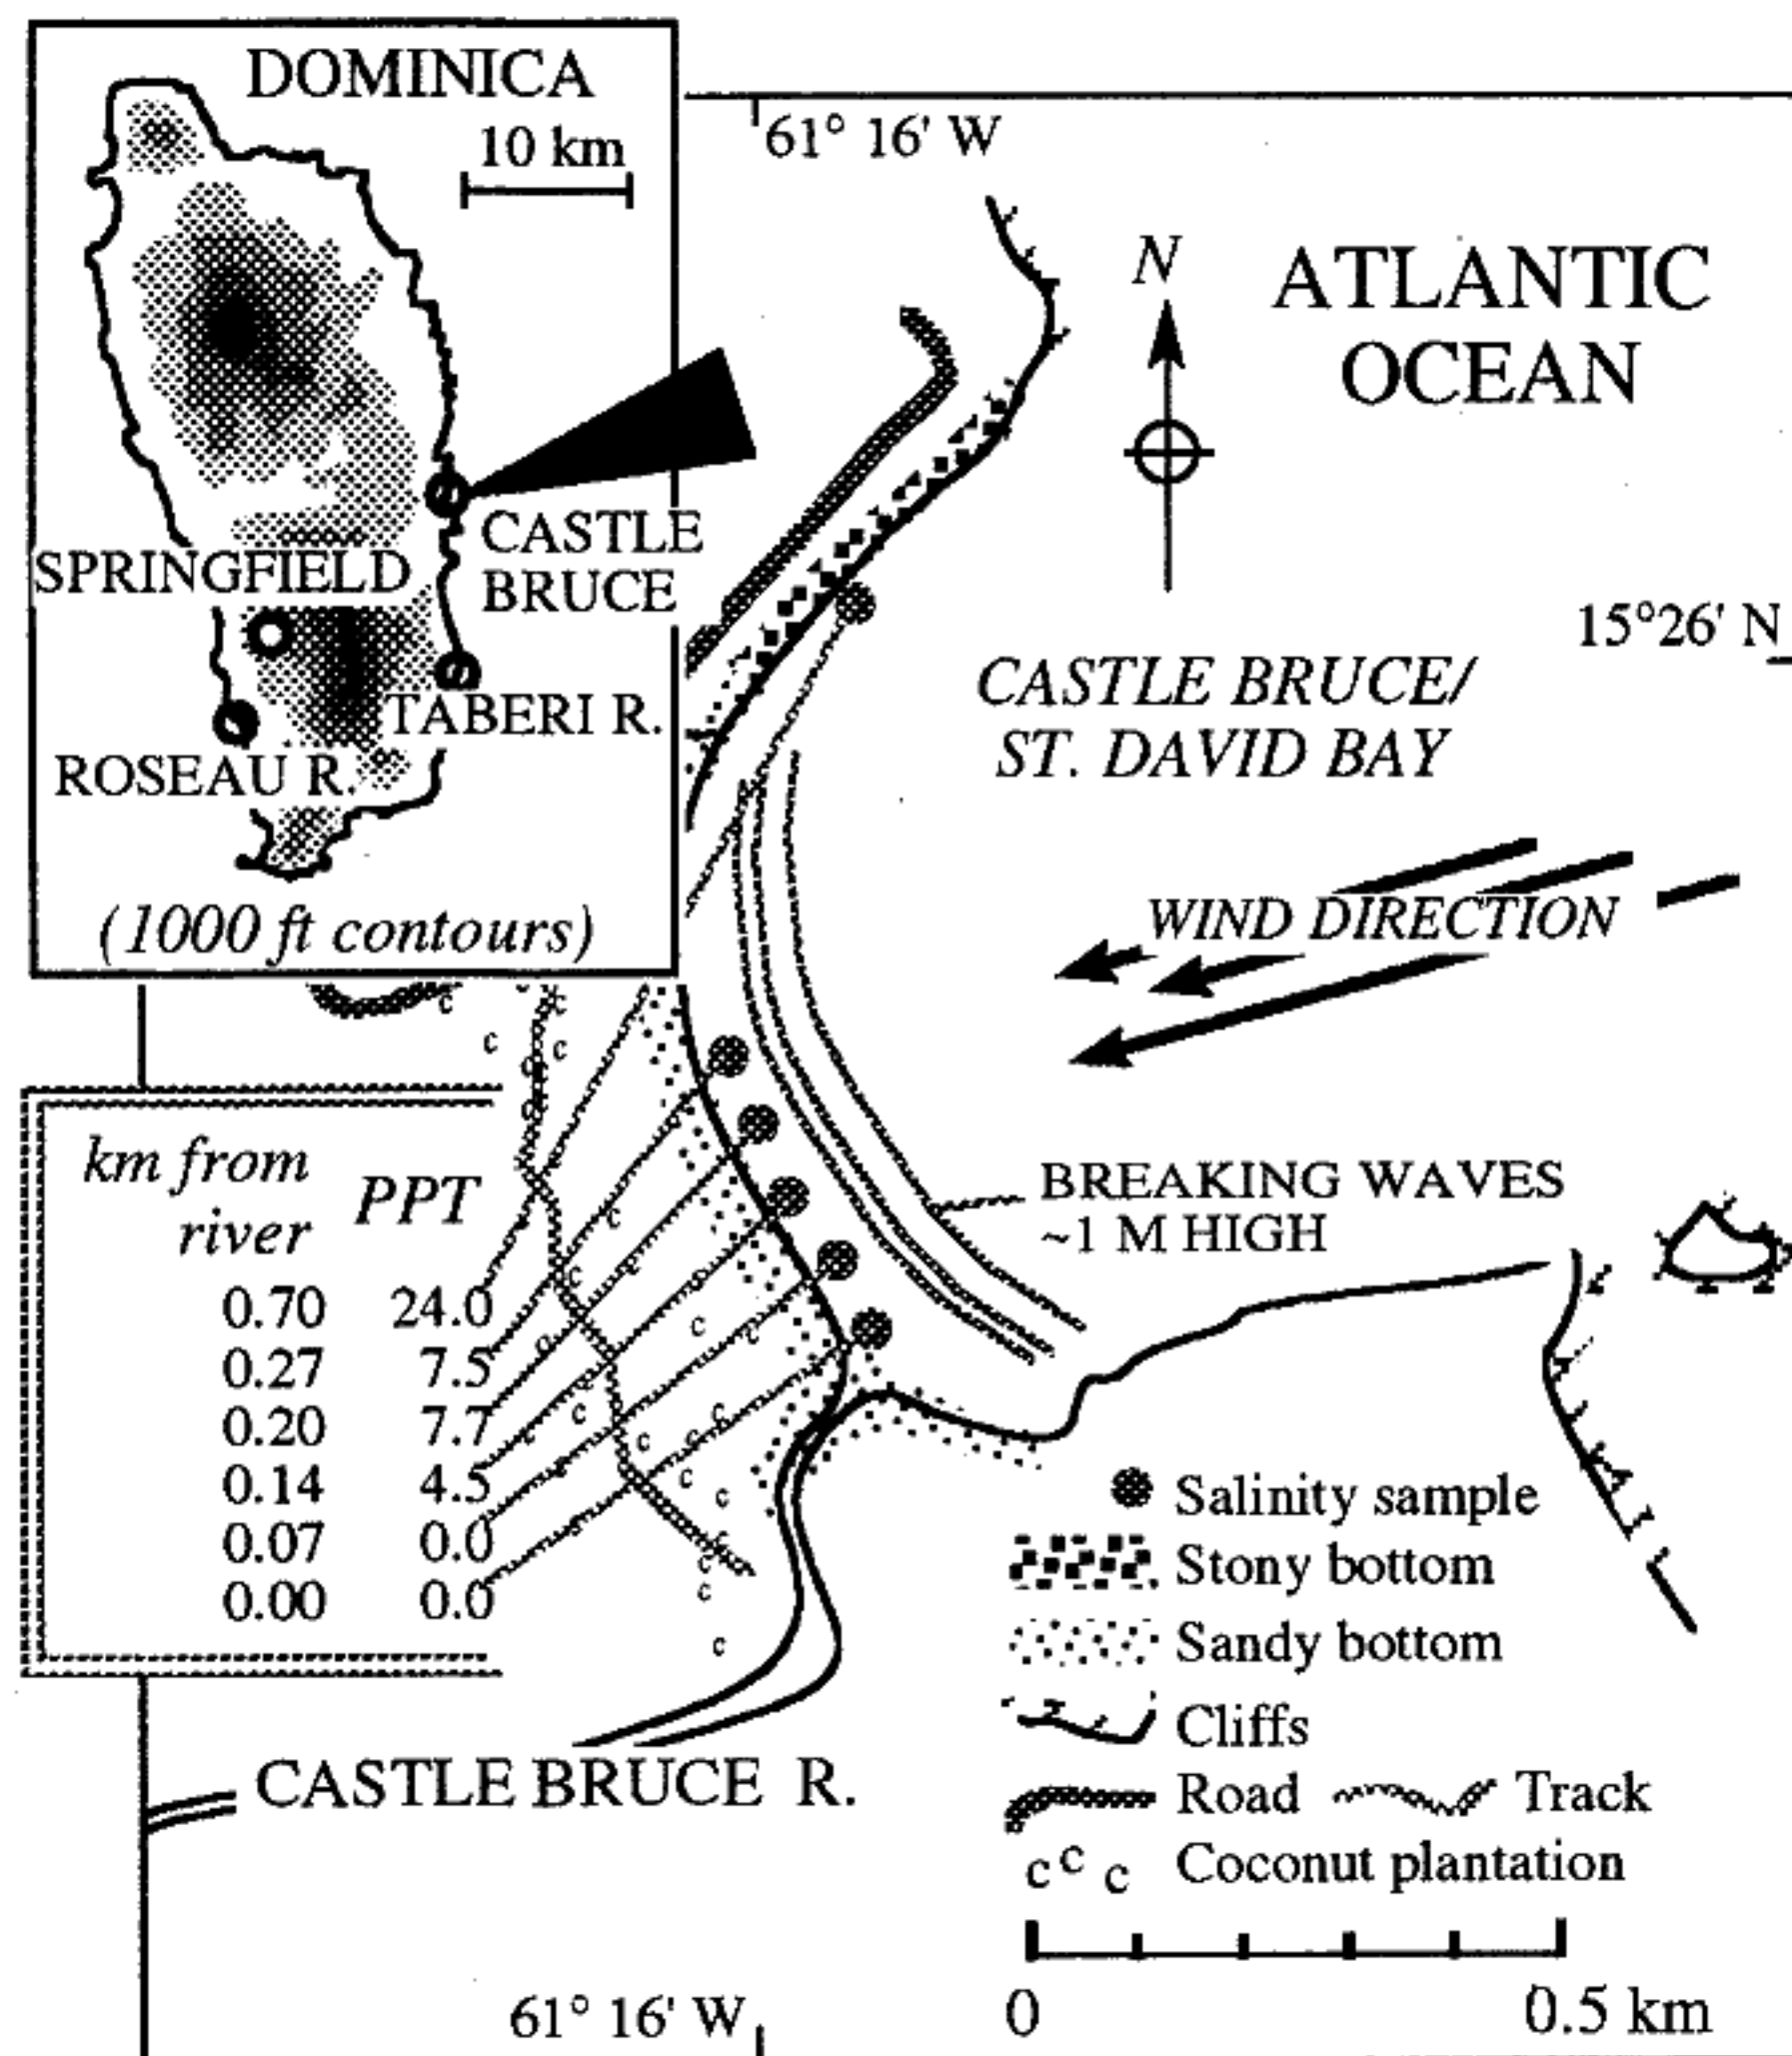 DOMINICA
10 km
CASTLE
BRUCE
SPRINGFIELD
TABERI R.
ROSEAU R.
(1000 ft contours)
61° 16' W
N
ATLANTIC
OCEAN
15°26' N
CASTLE BRUCE/
ST. DAVID BAY
WIND DIRECTION
BREAKING WAVES
~1 M HIGH
km from
river PPT
0.70 24.0
0.27 7.5
0.20 7.7
0.14 4.5
0.07 0.0
0.00 0.0
CASTLE BRUCE R.
Salinity sample
Stony bottom
Sandy bottom
Cliffs
Road Track
c c c Coconut plantation
0 0.5 km
61° 16' W